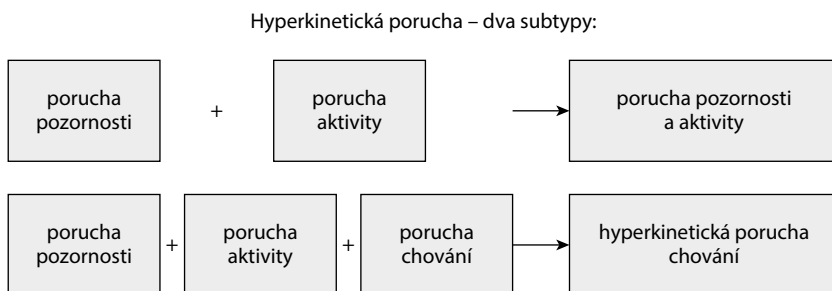 Hyperkinetická porucha – dva subtypy:
porucha
pozornosti
+
porucha
aktivity
porucha pozornosti
a aktivity
porucha
pozornosti
+
porucha
aktivity
+
porucha
chování
hyperkinetická porucha
chování